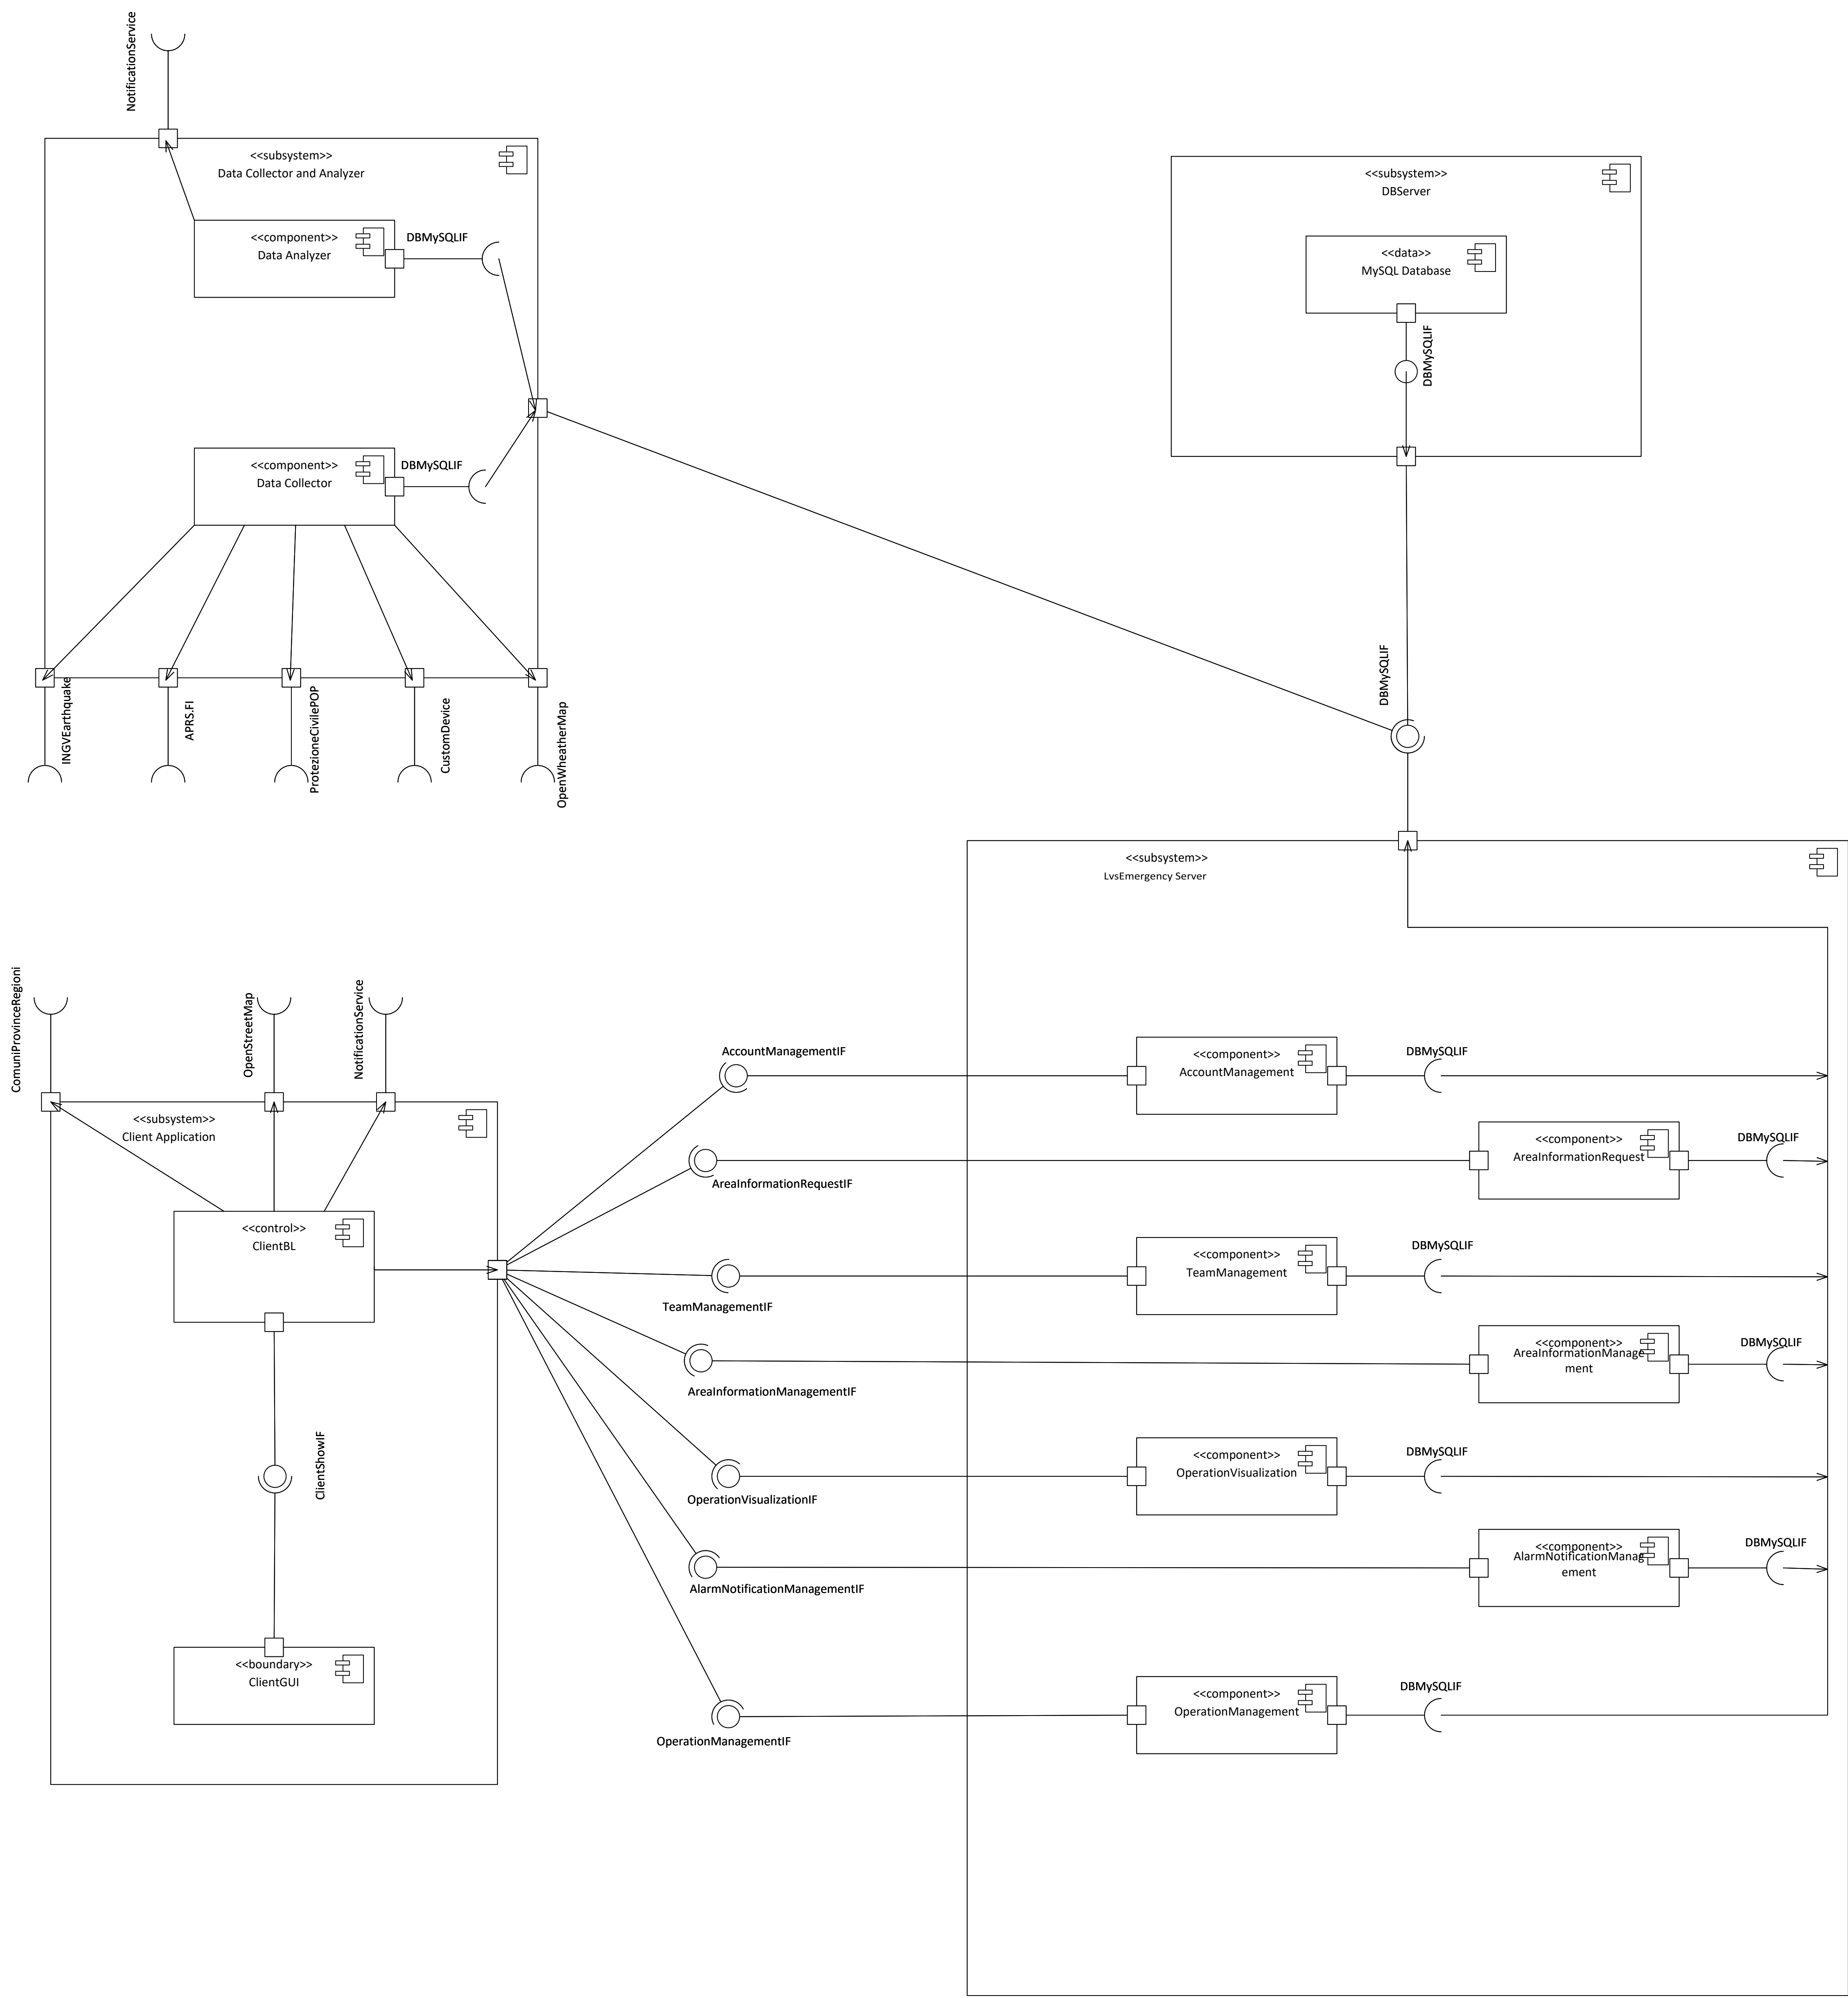 NotificationService
<<subsystem>>
Data Collector and Analyzer
<<component>>
Data Analyzer
DBMySQLIF
<<component>>
Data Collector
DBMySQLIF
INGVEarthquake
APRS.FI
ProtezioneCivilePOP
CustomDevice
OpenWheatherMap
<<subsystem>>
DBServer
<<data>>
MySQL Database
DBMySQLIF
DBMySQLIF
<<subsystem>>
LvsEmergency Server
ComuniProvinceRegioni
OpenStreetMap
NotificationService
<<subsystem>>
Client Application
<<control>>
ClientBL
ClientShowIF
<<boundary>>
ClientGUI
AccountManagementIF
AreaInformationRequestIF
TeamManagementIF
AreaInformationManagementIF
OperationVisualizationIF
AlarmNotificationManagementIF
OperationManagementIF
<<component>>
AccountManagement
DBMySQLIF
<<component>>
AreaInformationRequest
DBMySQLIF
<<component>>
TeamManagement
DBMySQLIF
<<component>>
AreaInformationManage
ment
DBMySQLIF
<<component>>
OperationVisualization
DBMySQLIF
<<component>>
AlarmNotificationManag
ement
DBMySQLIF
<<component>>
OperationManagement
DBMySQLIF